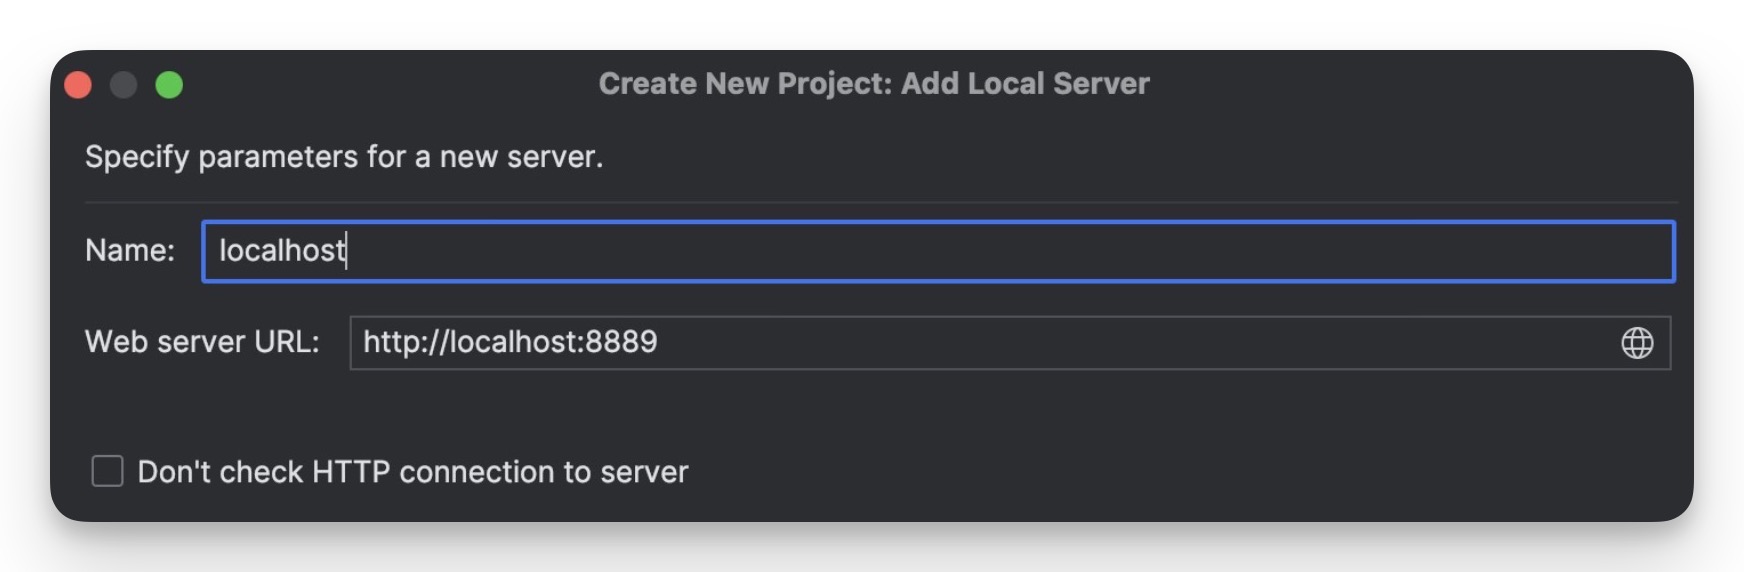 Create New Project: Add Local Server
Specify parameters for a new server.
Name: localhost
Web server URL: http://localhost:8889
Don't check HTTP connection to server